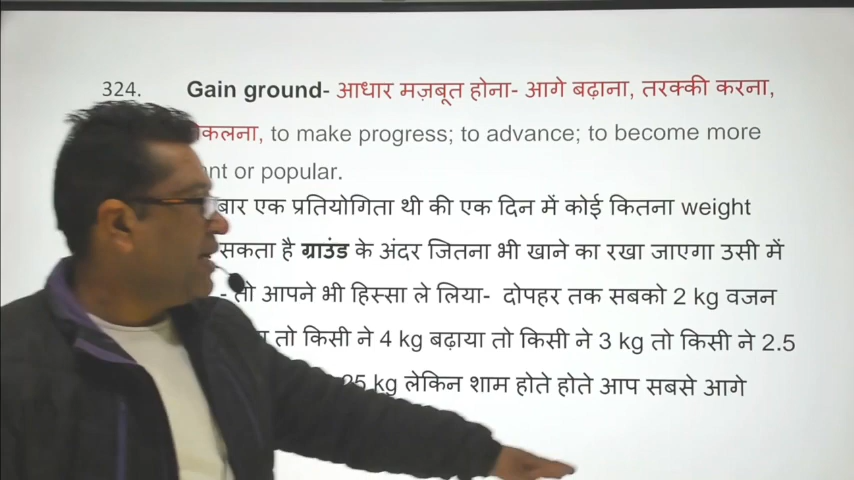 324. Gain ground- आधार मज़बूत होना- आगे बढ़ाना, तरक्की करना,
to make progress; to advance; to become more
or popular.
एक प्रतियोगिता थी की एक दिन में कोई कितना weight
सकता है ग्राउंड के अंदर जितना भी खाने का रखा जाएगा उसी में
- तो आपने भी हिस्सा ले लिया- दोपहर तक सबको 2 kg वजन
तो किसी ने 4 kg बढ़ाया तो किसी ने 3 kg तो किसी ने 2.5
kg लेकिन शाम होते होते आप सबसे आगे